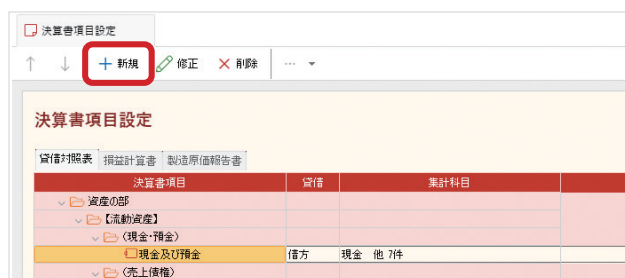 決算書項目設定
↑ ↓ + 新規 修正 × 削除 …
決算書項目設定
貸借対照表 損益計算書 製造原価報告書
決算書項目 貸借 集計科目
資産の部
【流動資産】
(現金・預金)
現金及び預金 借方 現金 他 7件
(売上債権)